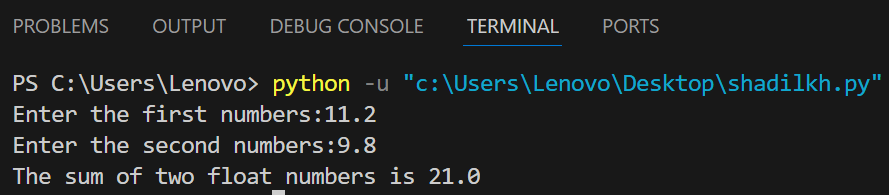 PROBLEMS OUTPUT DEBUG CONSOLE TERMINAL PORTS
PS C:\Users\Lenovo> python -u "c:\Users\Lenovo\Desktop\shadilkh.py"
Enter the first numbers:11.2
Enter the second numbers:9.8
The sum of two float numbers is 21.0